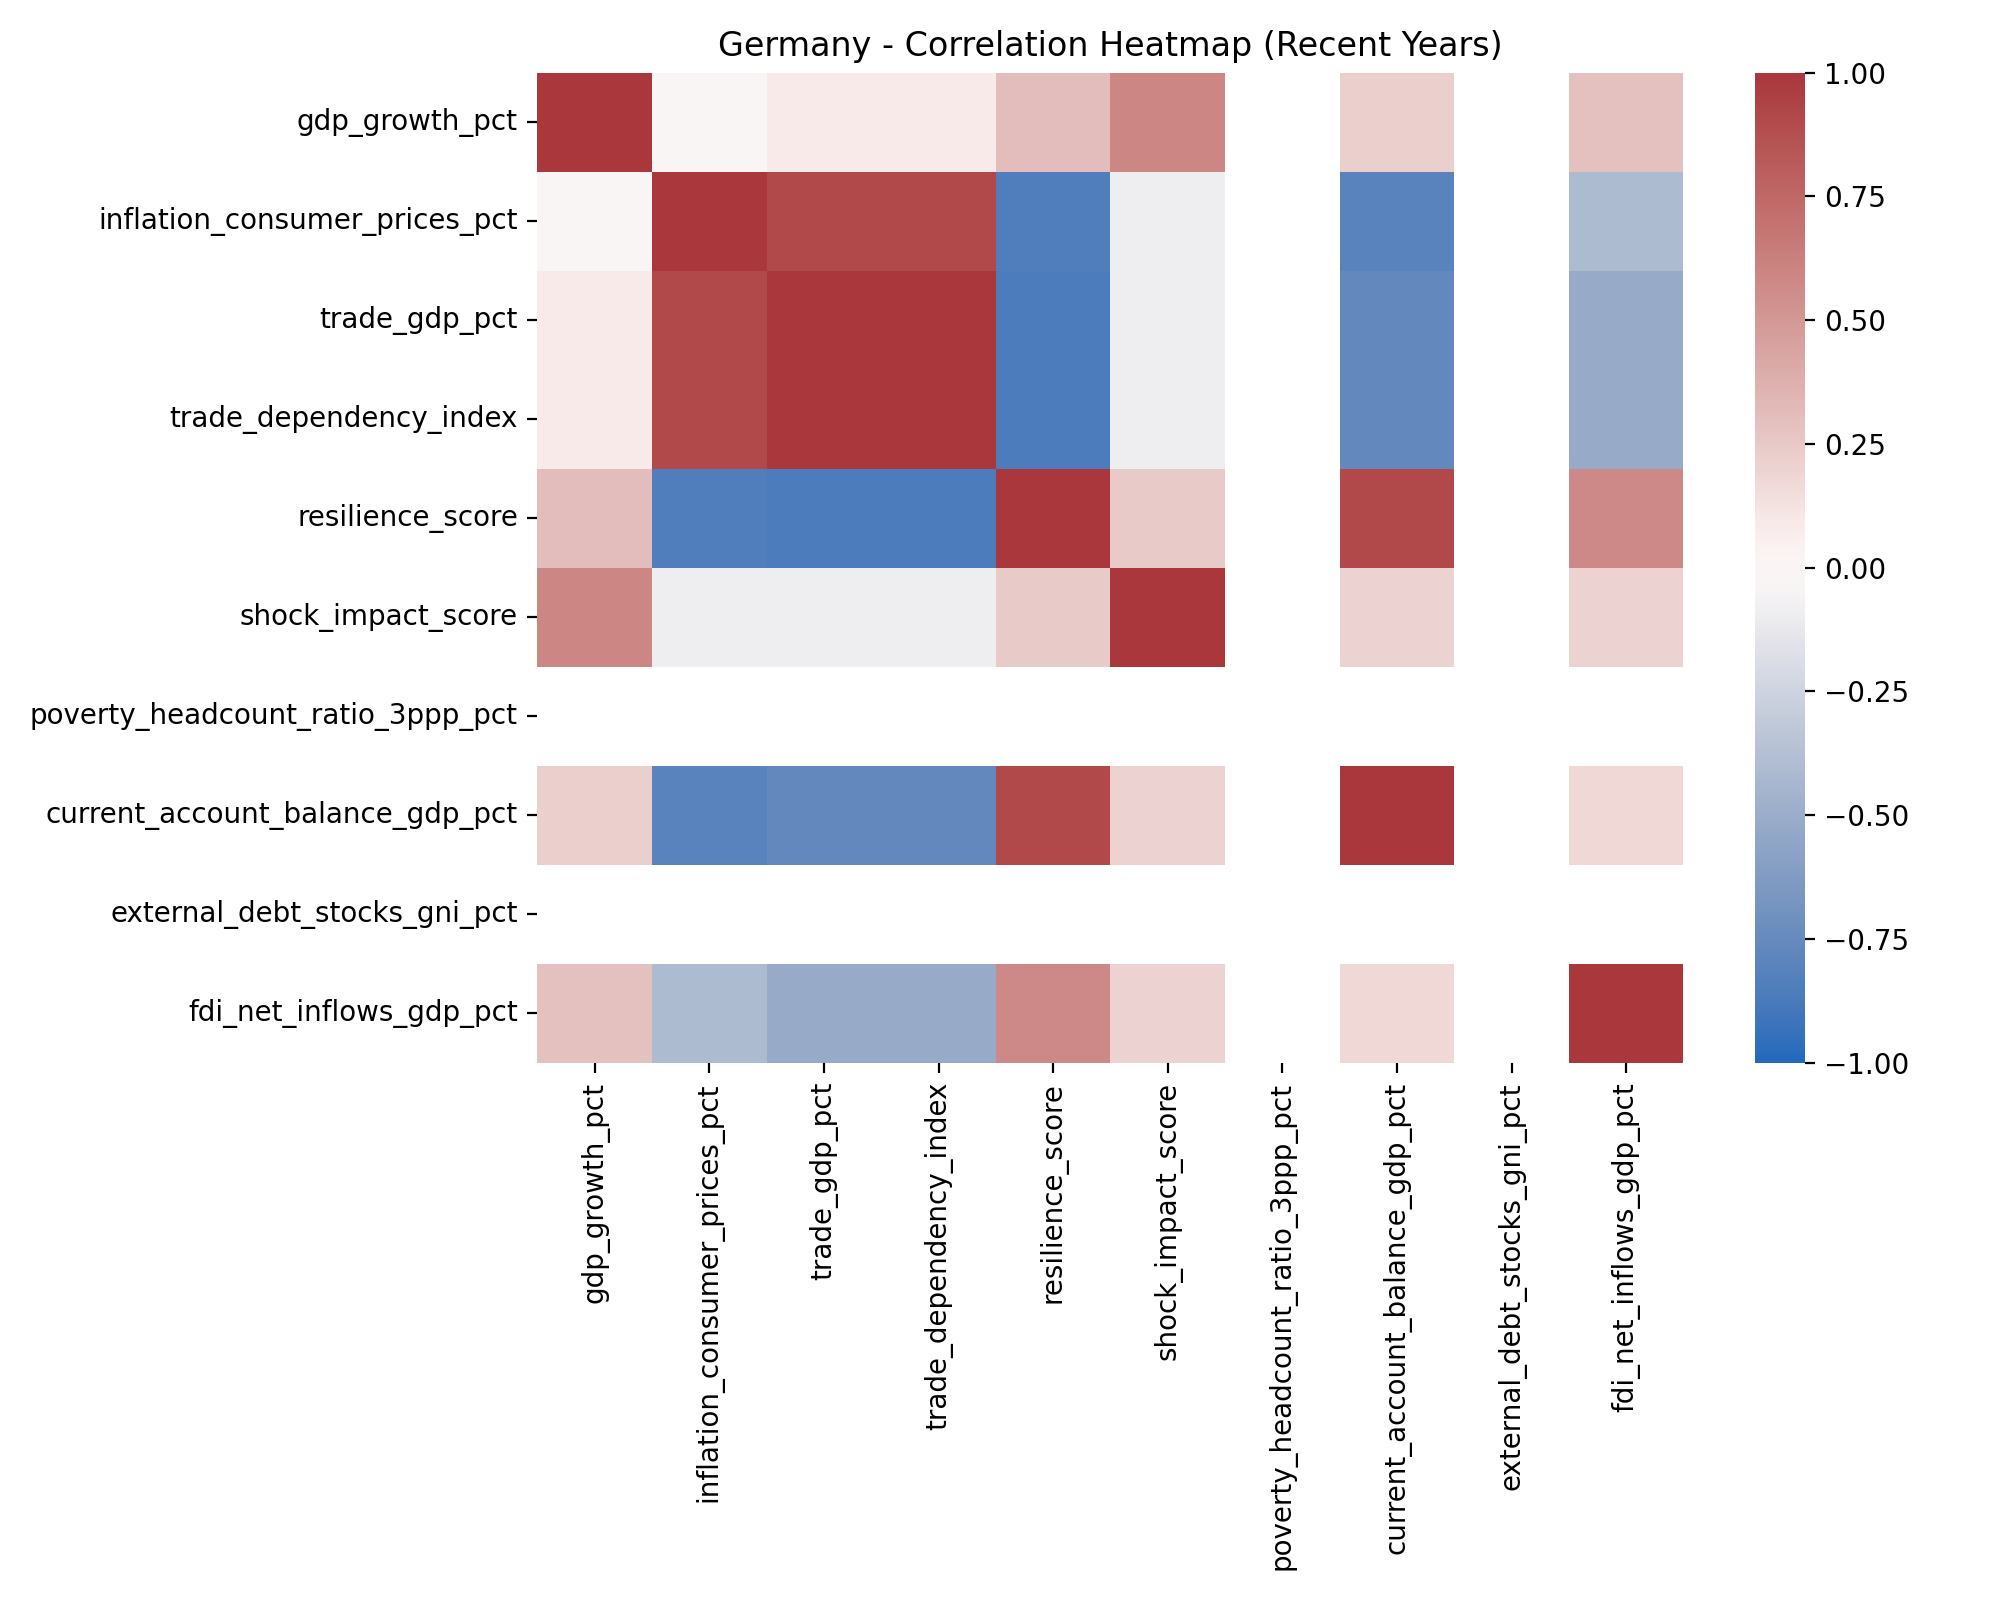 Germany - Correlation Heatmap (Recent Years)
gdp_growth_pct
inflation_consumer_prices_pct
trade_gdp_pct
trade_dependency_index
resilience_score
shock_impact_score
poverty_headcount_ratio_3ppp_pct
current_account_balance_gdp_pct
external_debt_stocks_gni_pct
fdi_net_inflows_gdp_pct
gdp_growth_pct
inflation_consumer_prices_pct
trade_gdp_pct
trade_dependency_index
resilience_score
shock_impact_score
poverty_headcount_ratio_3ppp_pct
current_account_balance_gdp_pct
external_debt_stocks_gni_pct
fdi_net_inflows_gdp_pct
1.00
0.75
0.50
0.25
0.00
−0.25
−0.50
−0.75
−1.00